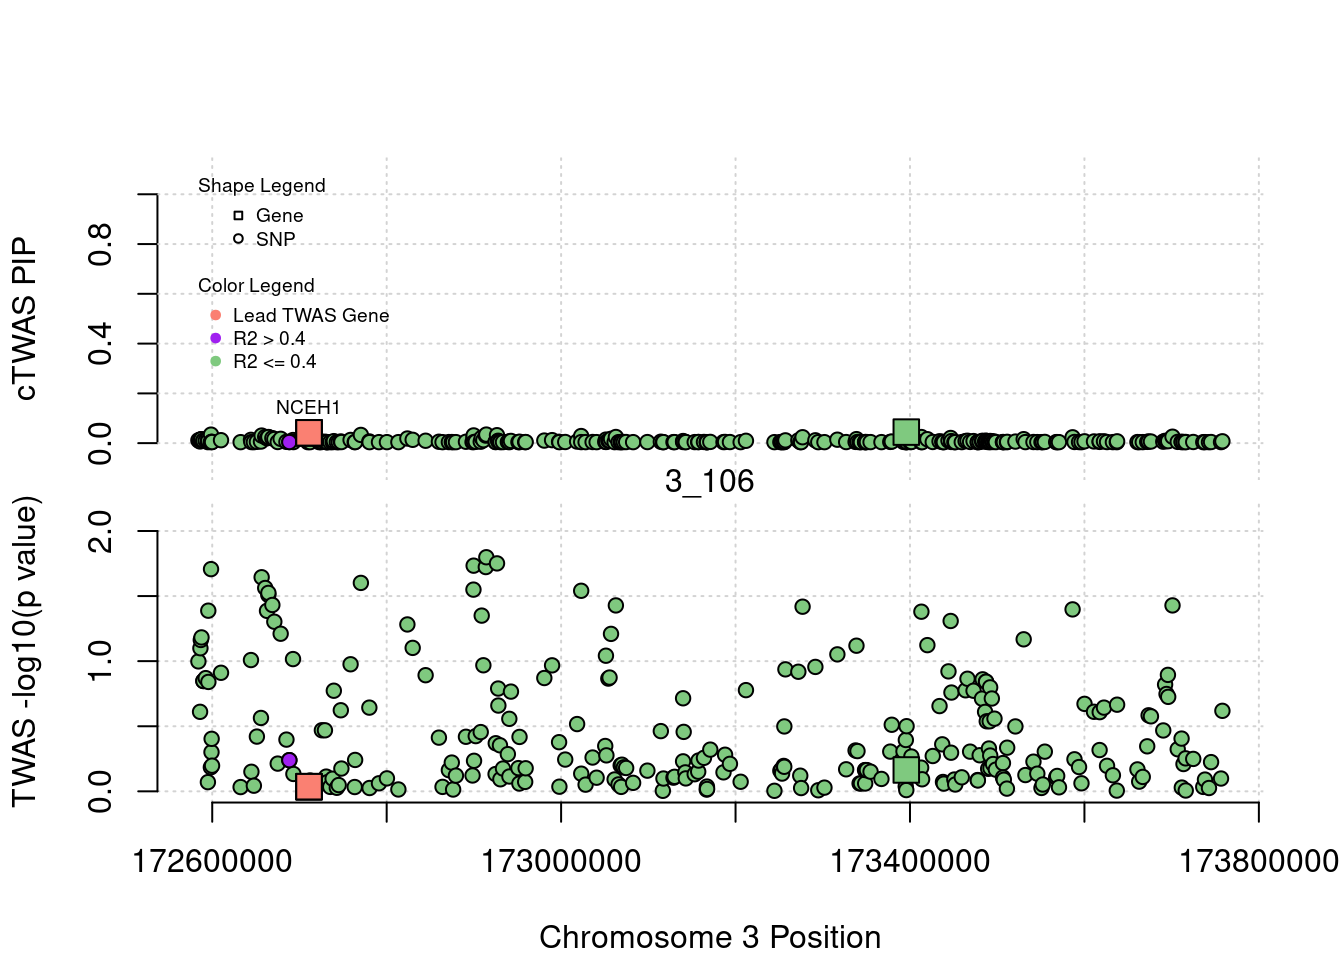 cTWAS PIP
0.8
0.4
0.0
Shape Legend
Gene
SNP
Color Legend
Lead TWAS Gene
R2 > 0.4
R2 <= 0.4
NCEH1
3_106
TWAS -log10(p value)
2.0
1.0
0.0
172600000 173000000 173400000 173800000
Chromosome 3 Position